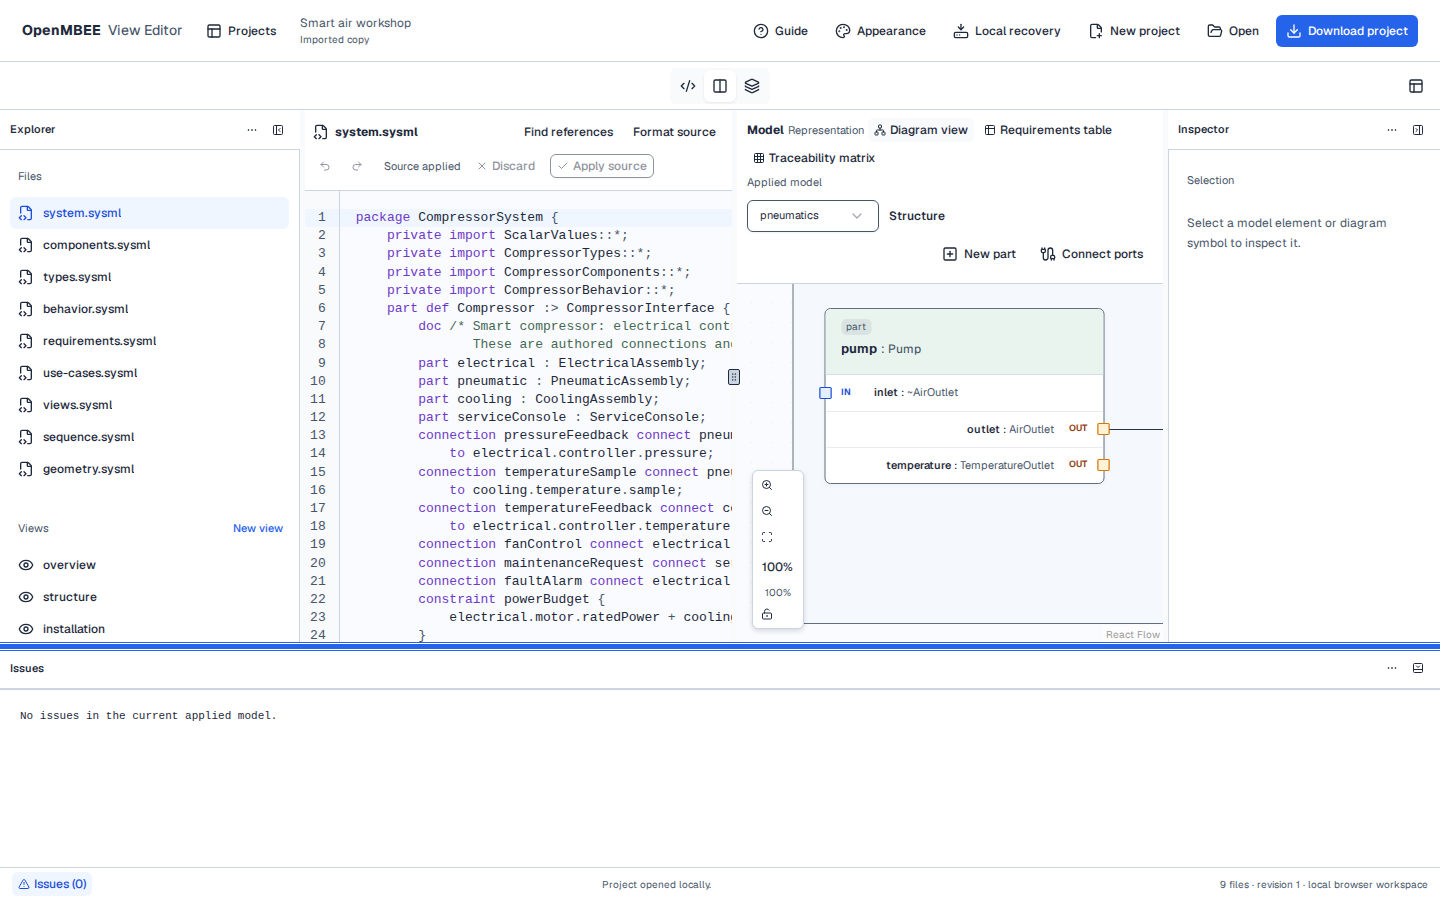 OpenMBEE View Editor
Projects
Smart air workshop
Imported copy
Guide
Appearance
Local recovery
New project
Open
Download project
Explorer
Files
system.sysml
components.sysml
types.sysml
behavior.sysml
requirements.sysml
use-cases.sysml
views.sysml
sequence.sysml
geometry.sysml
Views
New view
overview
structure
installation
system.sysml
Find references
Format source
Source applied
Discard
Apply source
1 package CompressorSystem {
2 private import ScalarValues::*;
3 private import CompressorTypes::*;
4 private import CompressorComponents::*;
5 private import CompressorBehavior::*;
6 part def Compressor :> CompressorInterface {
7 doc /* Smart compressor: electrical cont
8 These are authored connections and
9 part electrical : ElectricalAssembly;
10 part pneumatic : PneumaticAssembly;
11 part cooling : CoolingAssembly;
12 part serviceConsole : ServiceConsole;
13 connection pressureFeedback connect pneum
14 to electrical.controller.pressure;
15 connection temperatureSample connect pneu
16 to cooling.temperature.sample;
17 connection temperatureFeedback connect co
18 to electrical.controller.temperature
19 connection fanControl connect electrical
20 connection maintenanceRequest connect ser
21 connection faultAlarm connect electrical
22 constraint powerBudget {
23 electrical.motor.ratedPower + cooling
24 }
Model Representation
Diagram view
Requirements table
Traceability matrix
Applied model
pneumatics
Structure
New part
Connect ports
part
pump : Pump
IN inlet : ~AirOutlet
outlet : AirOutlet OUT
temperature : TemperatureOutlet OUT
100%
100%
React Flow
Inspector
Selection
Select a model element or diagram
symbol to inspect it.
Issues
No issues in the current applied model.
Issues (0)
Project opened locally.
9 files · revision 1 · local browser workspace